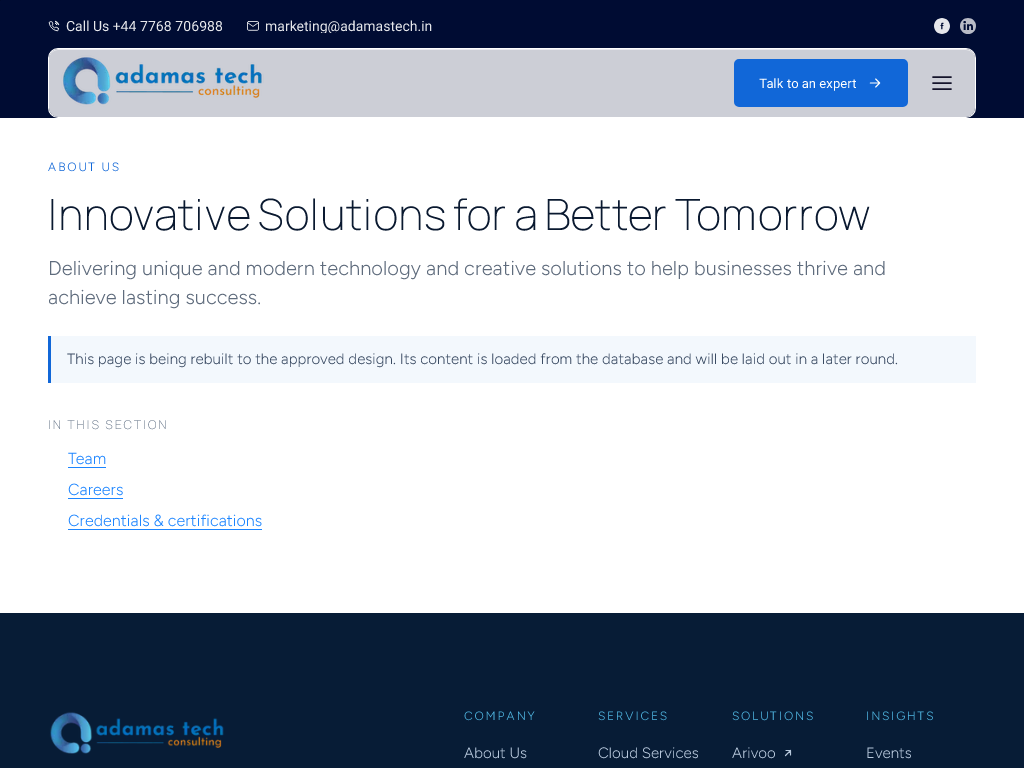 Call Us +44 7768 706988
marketing@adamastech.in
adamas tech
consulting
Talk to an expert
ABOUT US
Innovative Solutions for a Better Tomorrow
Delivering unique and modern technology and creative solutions to help businesses thrive and
achieve lasting success.
This page is being rebuilt to the approved design. Its content is loaded from the database and will be laid out in a later round.
IN THIS SECTION
Team
Careers
Credentials & certifications
adamas tech
consulting
COMPANY
SERVICES
SOLUTIONS
INSIGHTS
About Us
Cloud Services
Arivoo
Events